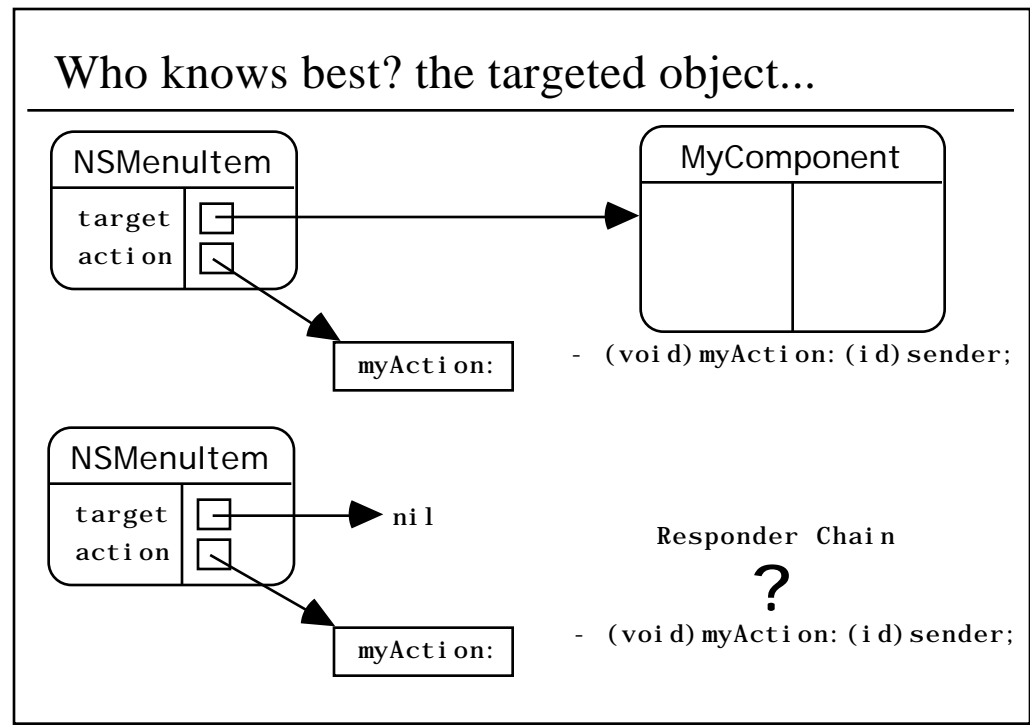 Who knows best? the targeted object...
NSMenuItem
target
action
myAction:
MyComponent
- (void)myAction:(id)sender;
NSMenuItem
target
action
nil
myAction:
Responder Chain
?
- (void)myAction:(id)sender;